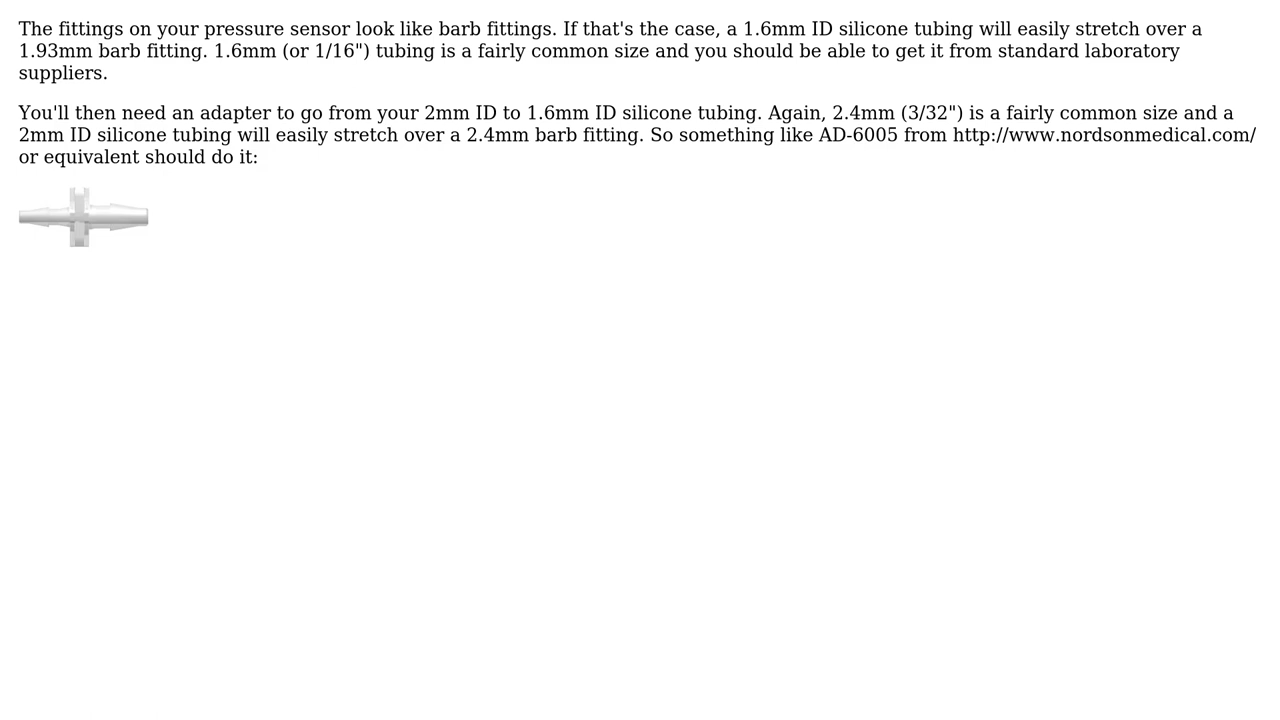 The fittings on your pressure sensor look like barb fittings. If that's the case, a 1.6mm ID silicone tubing will easily stretch over a
1.93mm barb fitting. 1.6mm (or 1/16") tubing is a fairly common size and you should be able to get it from standard laboratory
suppliers.
You'll then need an adapter to go from your 2mm ID to 1.6mm ID silicone tubing. Again, 2.4mm (3/32") is a fairly common size and a
2mm ID silicone tubing will easily stretch over a 2.4mm barb fitting. So something like AD-6005 from http://www.nordsonmedical.com/
or equivalent should do it: